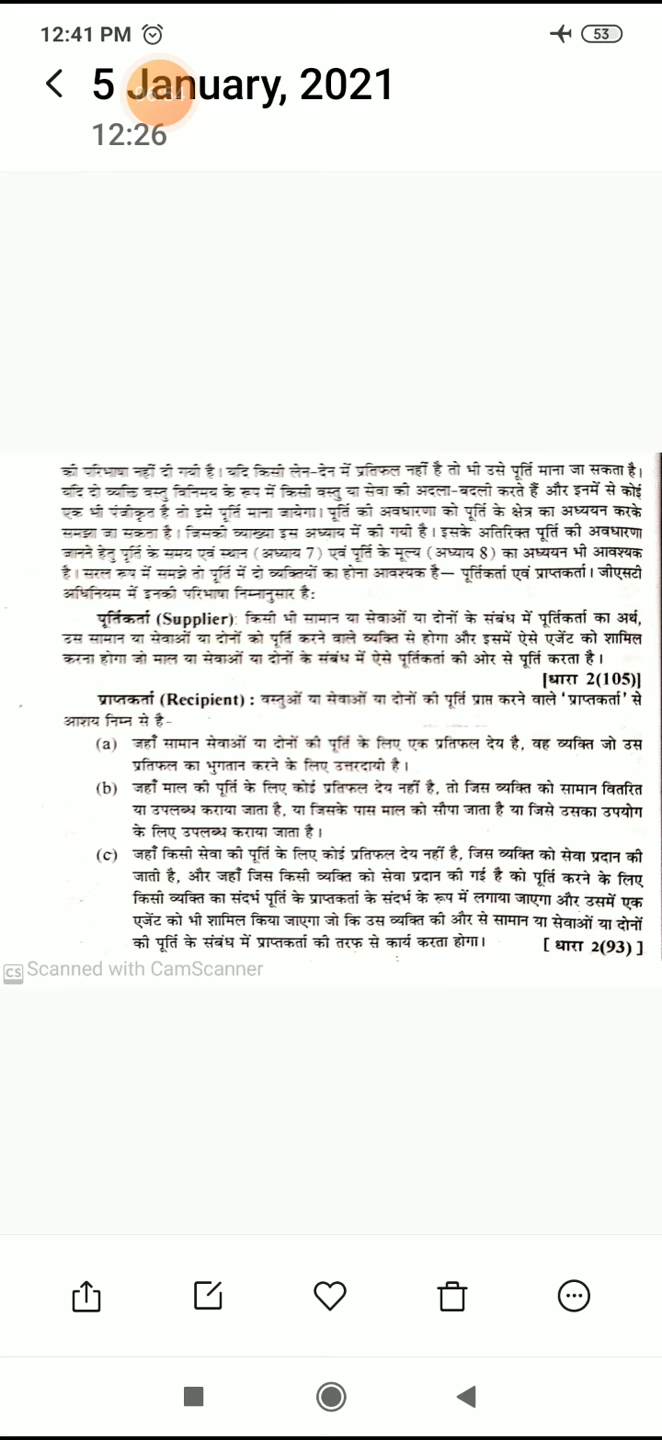 12:41 PM
53
5 January, 2021
06:54
12:26
की परिभाषा नहीं दी गयी है। यदि किसी लेन-देन में प्रतिफल नहीं है तो भी उसे पूर्ति माना जा सकता है।
यदि दो व्यक्ति वस्तु विनिमय के रूप में किसी वस्तु या सेवा की अदला-बदली करते हैं और इनमें से कोई
एक भी पंजीकृत है तो इसे पूर्ति माना जायेगा। पूर्ति की अवधारणा को पूर्ति के क्षेत्र का अध्ययन करके
समझा जा सकता है। जिसकी व्याख्या इस अध्याय में की गयी है। इसके अतिरिक्त पूर्ति की अवधारणा
जानने हेतु पूर्ति के समय एवं स्थान (अध्याय 7) एवं पूर्ति के मूल्य (अध्याय 8) का अध्ययन भी आवश्यक
है। सरल रूप में समझे तो पूर्ति में दो व्यक्तियों का होना आवश्यक है— पूर्तिकर्ता एवं प्राप्तकर्ता। जीएसटी
अधिनियम में इनकी परिभाषा निम्नानुसार है:
पूर्तिकर्ता (Supplier): किसी भी सामान या सेवाओं या दोनों के संबंध में पूर्तिकर्ता का अर्थ,
उस सामान या सेवाओं या दोनों की पूर्ति करने वाले व्यक्ति से होगा और इसमें ऐसे एजेंट को शामिल
करना होगा जो माल या सेवाओं या दोनों के संबंध में ऐसे पूर्तिकर्ता की ओर से पूर्ति करता है।
[धारा 2(105)]
प्राप्तकर्ता (Recipient) : वस्तुओं या सेवाओं या दोनों की पूर्ति प्राप्त करने वाले 'प्राप्तकर्ता' से
आशय निम्न से है-
(a) जहाँ सामान सेवाओं या दोनों की पूर्ति के लिए एक प्रतिफल देय है, वह व्यक्ति जो उस
प्रतिफल का भुगतान करने के लिए उत्तरदायी है।
(b) जहाँ माल की पूर्ति के लिए कोई प्रतिफल देय नहीं है, तो जिस व्यक्ति को सामान वितरित
या उपलब्ध कराया जाता है, या जिसके पास माल को सौपा जाता है या जिसे उसका उपयोग
के लिए उपलब्ध कराया जाता है।
(c) जहाँ किसी सेवा की पूर्ति के लिए कोई प्रतिफल देय नहीं है, जिस व्यक्ति को सेवा प्रदान की
जाती है, और जहाँ जिस किसी व्यक्ति को सेवा प्रदान की गई है को पूर्ति करने के लिए
किसी व्यक्ति का संदर्भ पूर्ति के प्राप्तकर्ता के संदर्भ के रूप में लगाया जाएगा और उसमें एक
एजेंट को भी शामिल किया जाएगा जो कि उस व्यक्ति की और से सामान या सेवाओं या दोनों
की पूर्ति के संबंध में प्राप्तकर्ता की तरफ से कार्य करता होगा। [ धारा 2(93) ]
CS Scanned with CamScanner